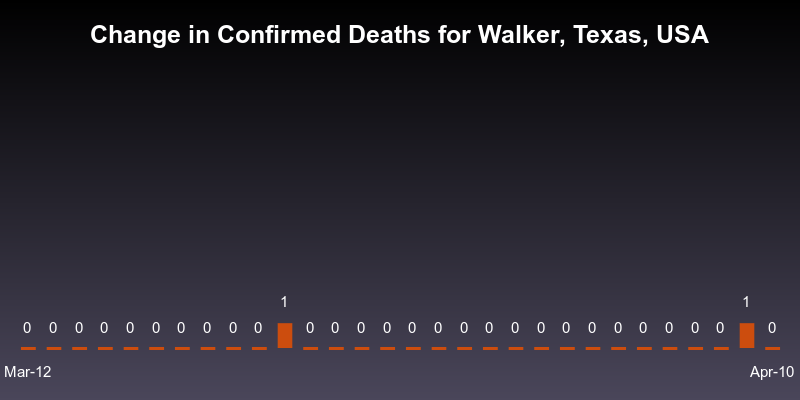 Change in Confirmed Deaths for Walker, Texas, USA
1 1
0 0 0 0 0 0 0 0 0 0 0 0 0 0 0 0 0 0 0 0 0 0 0 0 0 0 0 0
Mar-12 Apr-10